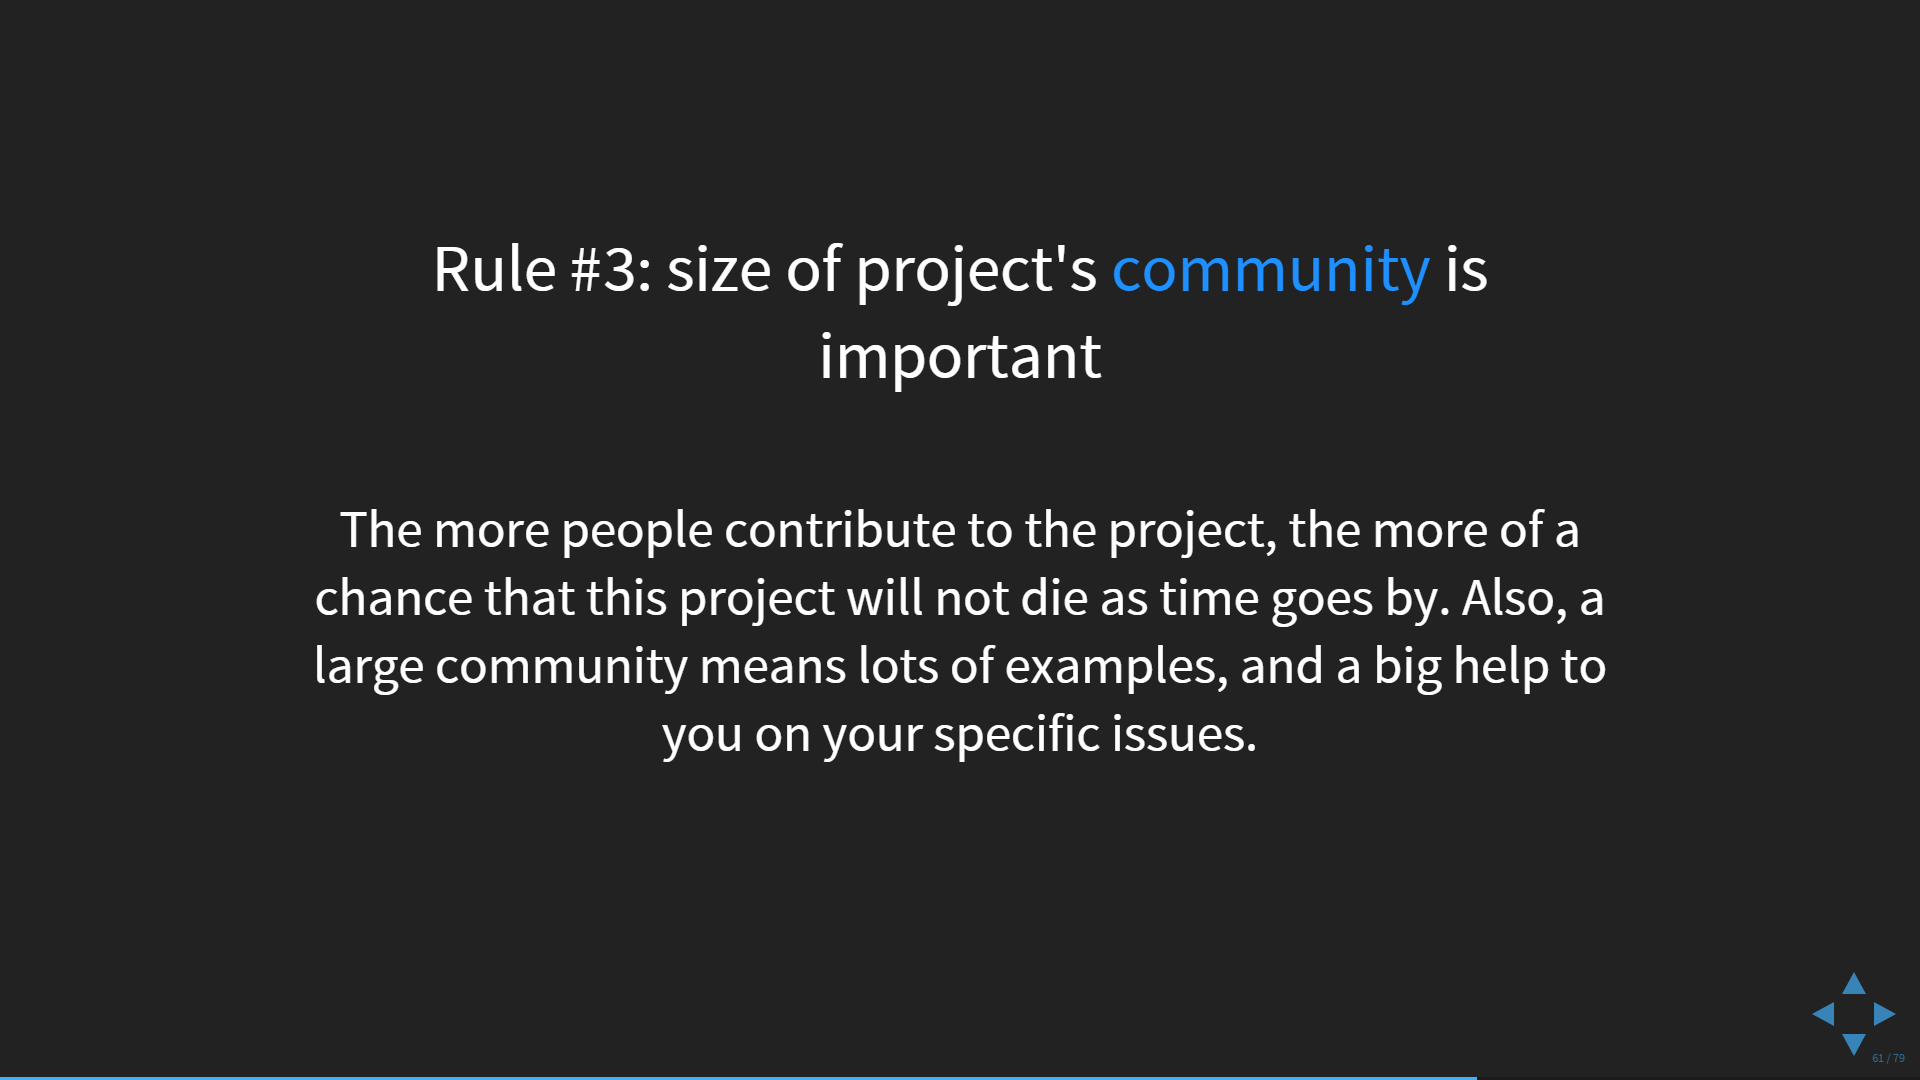 Rule #3: size of project's community is
important
The more people contribute to the project, the more of a
chance that this project will not die as time goes by. Also, a
large community means lots of examples, and a big help to
you on your specific issues.
61 / 79